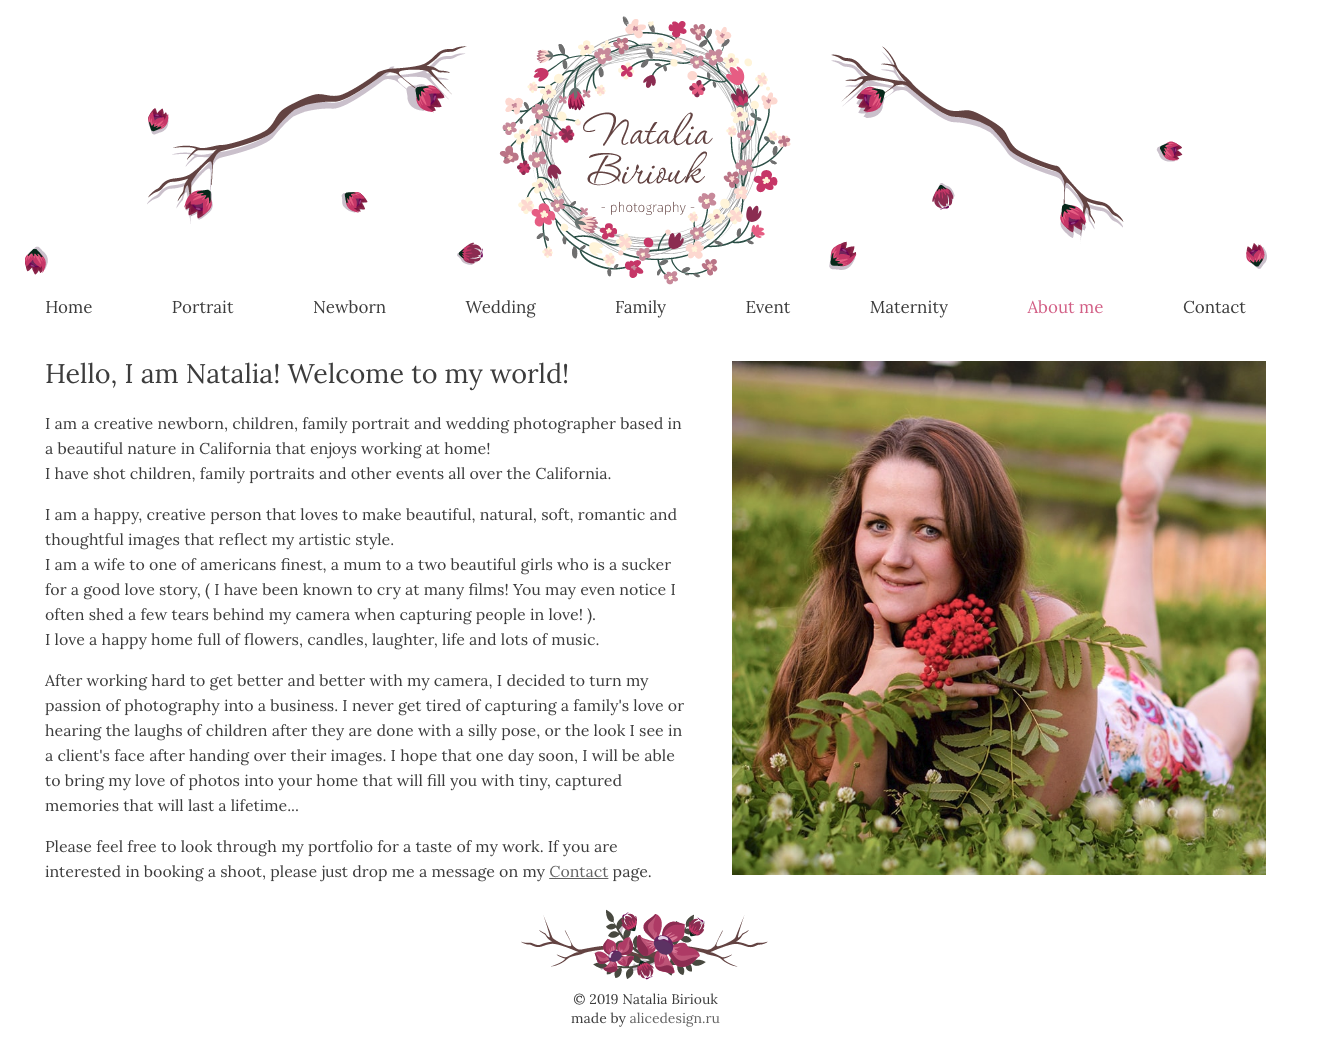 Natalia
Biriouk
- photography -
Home Portrait Newborn Wedding Family Event Maternity About me Contact
Hello, I am Natalia! Welcome to my world!
I am a creative newborn, children, family portrait and wedding photographer based in
a beautiful nature in California that enjoys working at home!
I have shot children, family portraits and other events all over the California.
I am a happy, creative person that loves to make beautiful, natural, soft, romantic and
thoughtful images that reflect my artistic style.
I am a wife to one of americans finest, a mum to a two beautiful girls who is a sucker
for a good love story, ( I have been known to cry at many films! You may even notice I
often shed a few tears behind my camera when capturing people in love! ).
I love a happy home full of flowers, candles, laughter, life and lots of music.
After working hard to get better and better with my camera, I decided to turn my
passion of photography into a business. I never get tired of capturing a family's love or
hearing the laughs of children after they are done with a silly pose, or the look I see in
a client's face after handing over their images. I hope that one day soon, I will be able
to bring my love of photos into your home that will fill you with tiny, captured
memories that will last a lifetime...
Please feel free to look through my portfolio for a taste of my work. If you are
interested in booking a shoot, please just drop me a message on my Contact page.
© 2019 Natalia Biriouk
made by alicedesign.ru